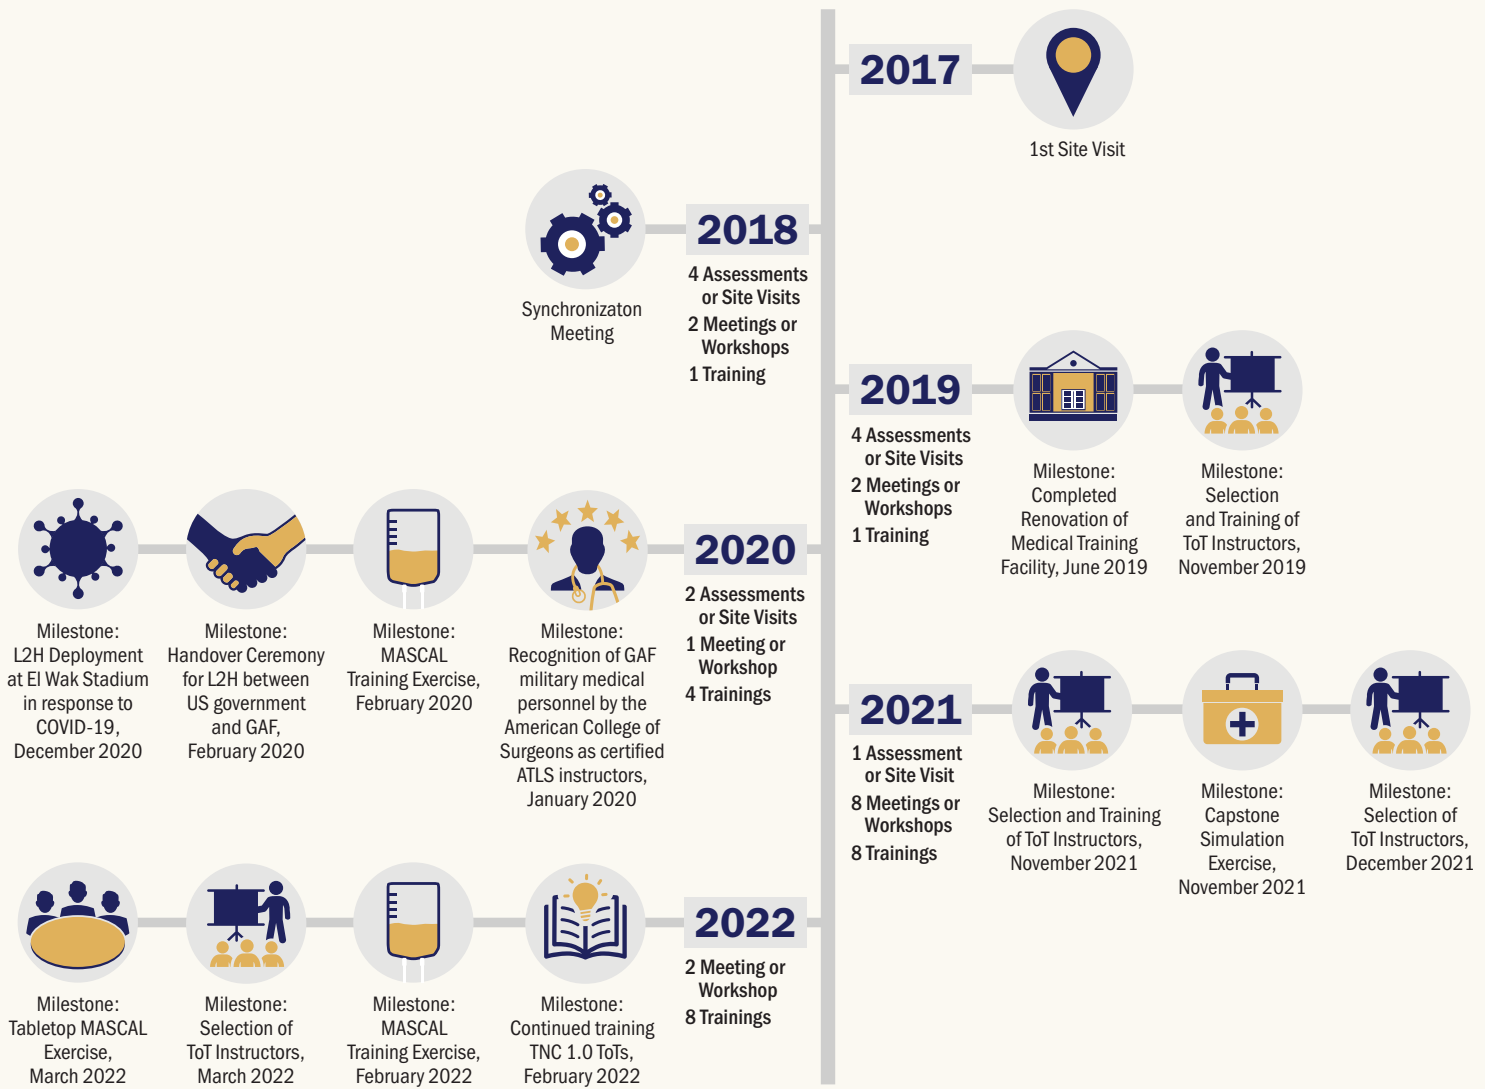 2017
1st Site Visit
2018
4 Assessments
or Site Visits
2 Meetings or
Workshops
1 Training
Synchronizaton
Meeting
2019
4 Assessments
or Site Visits
2 Meetings or
Workshops
1 Training
Milestone:
Completed
Renovation of
Medical Training
Facility, June 2019
Milestone:
Selection
and Training of
ToT Instructors,
November 2019
2020
2 Assessments
or Site Visits
1 Meeting or
Workshop
4 Trainings
Milestone:
Recognition of GAF
military medical
personnel by the
American College of
Surgeons as certified
ATLS instructors,
January 2020
Milestone:
MASCAL
Training Exercise,
February 2020
Milestone:
Handover Ceremony
for L2H between
US government
and GAF,
February 2020
Milestone:
L2H Deployment
at El Wak Stadium
in response to
COVID-19,
December 2020
2021
1 Assessment
or Site Visit
8 Meetings or
Workshops
8 Trainings
Milestone:
Selection and Training
of ToT Instructors,
November 2021
Milestone:
Capstone
Simulation
Exercise,
November 2021
Milestone:
Selection of
ToT Instructors,
December 2021
2022
2 Meeting or
Workshop
8 Trainings
Milestone:
Continued training
TNC 1.0 ToTs,
February 2022
Milestone:
MASCAL
Training Exercise,
February 2022
Milestone:
Selection of
ToT Instructors,
March 2022
Milestone:
Tabletop MASCAL
Exercise,
March 2022